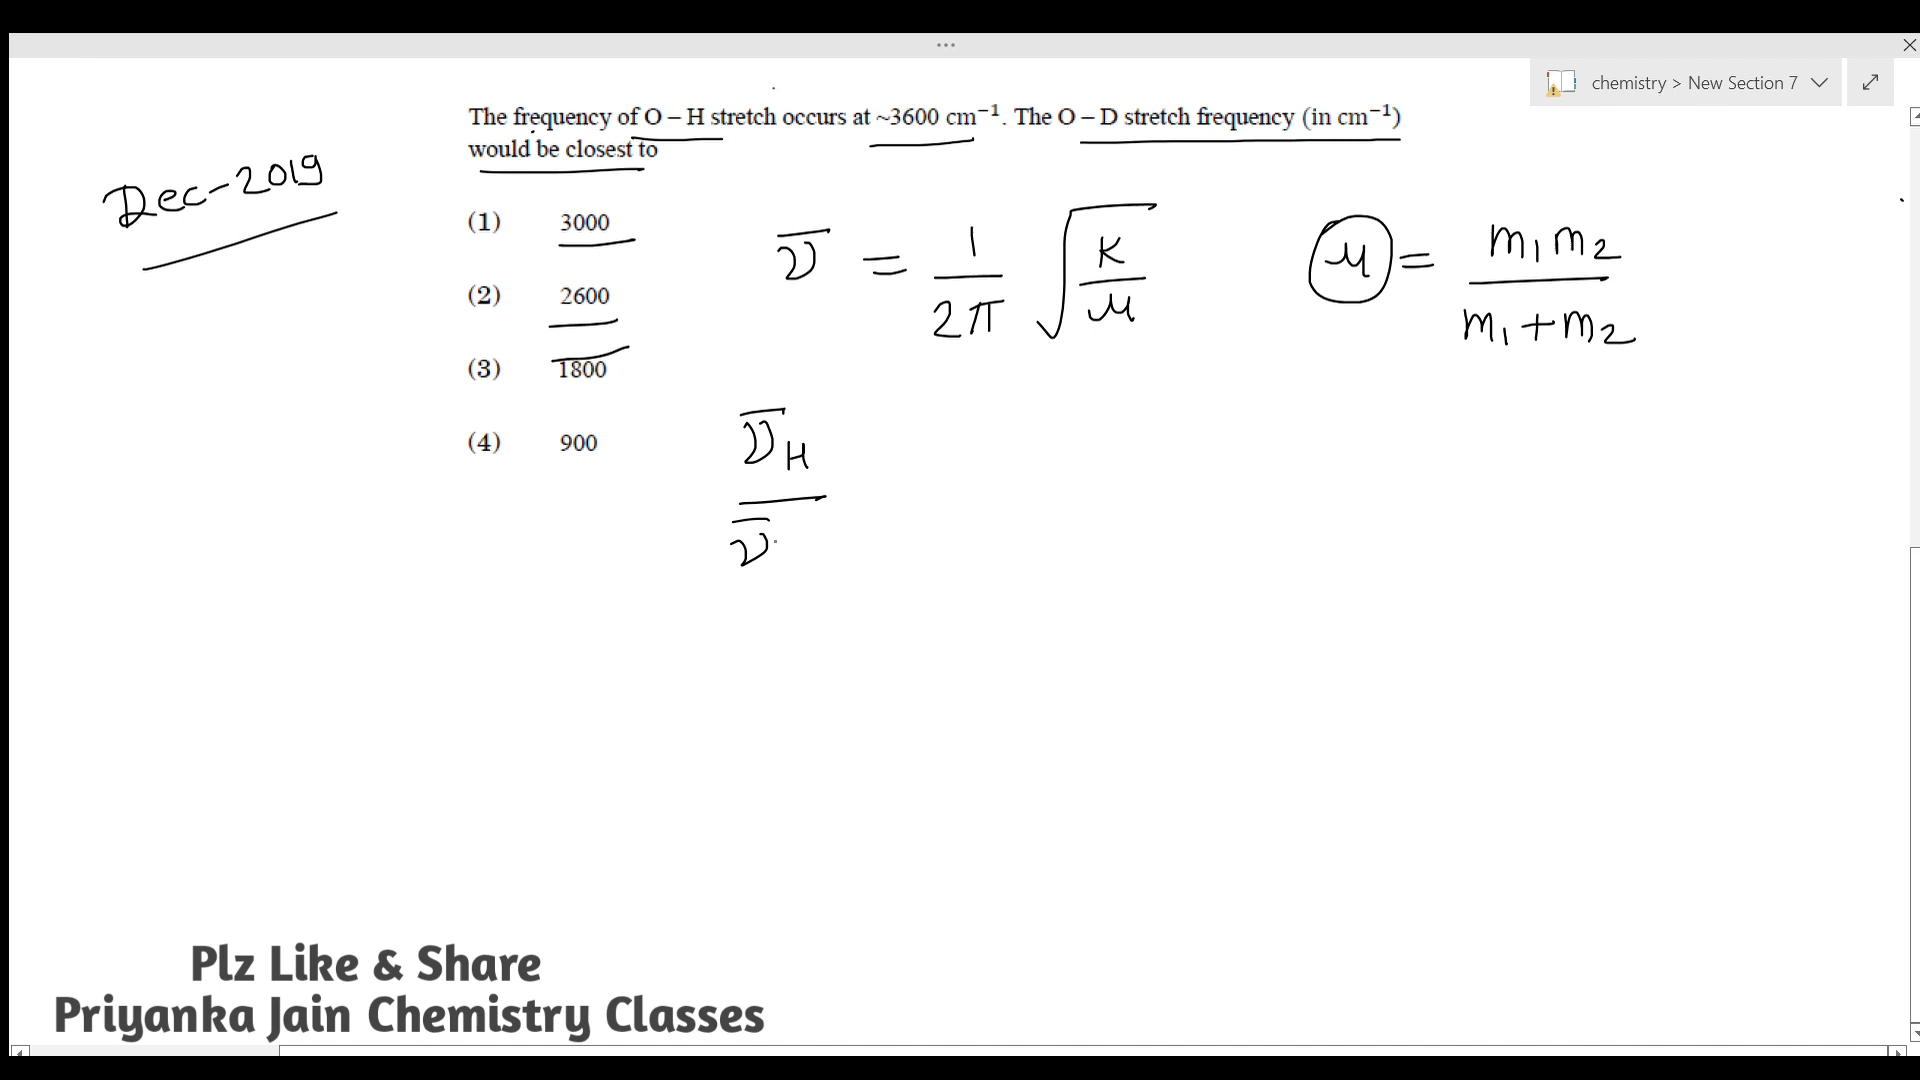 chemistry > New Section 7
The frequency of O – H stretch occurs at ~3600 cm⁻¹. The O – D stretch frequency (in cm⁻¹)
would be closest to
Dec-2019
(1) 3000
(2) 2600
(3) 1800
(4) 900
ν̅ = 1/2π √(K/μ)
μ = m₁m₂/m₁+m₂
ν̅H
ν̅
Plz Like & Share
Priyanka Jain Chemistry Classes